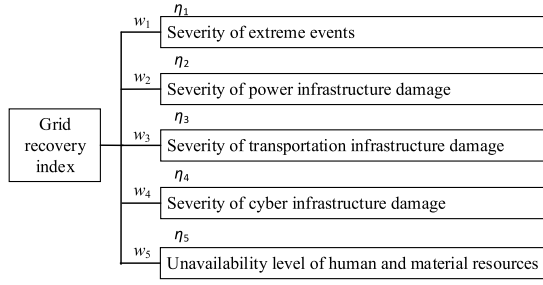 η1
w1
Severity of extreme events
η2
w2
Severity of power infrastructure damage
η3
Grid
recovery
index
w3
Severity of transportation infrastructure damage
η4
w4
Severity of cyber infrastructure damage
η5
w5
Unavailability level of human and material resources